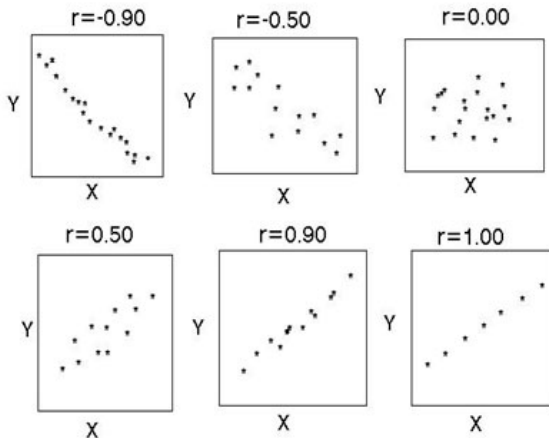 r=-0.90 r=-0.50 r=0.00
Y Y Y
X X X
r=0.50 r=0.90 r=1.00
Y Y Y
X X X